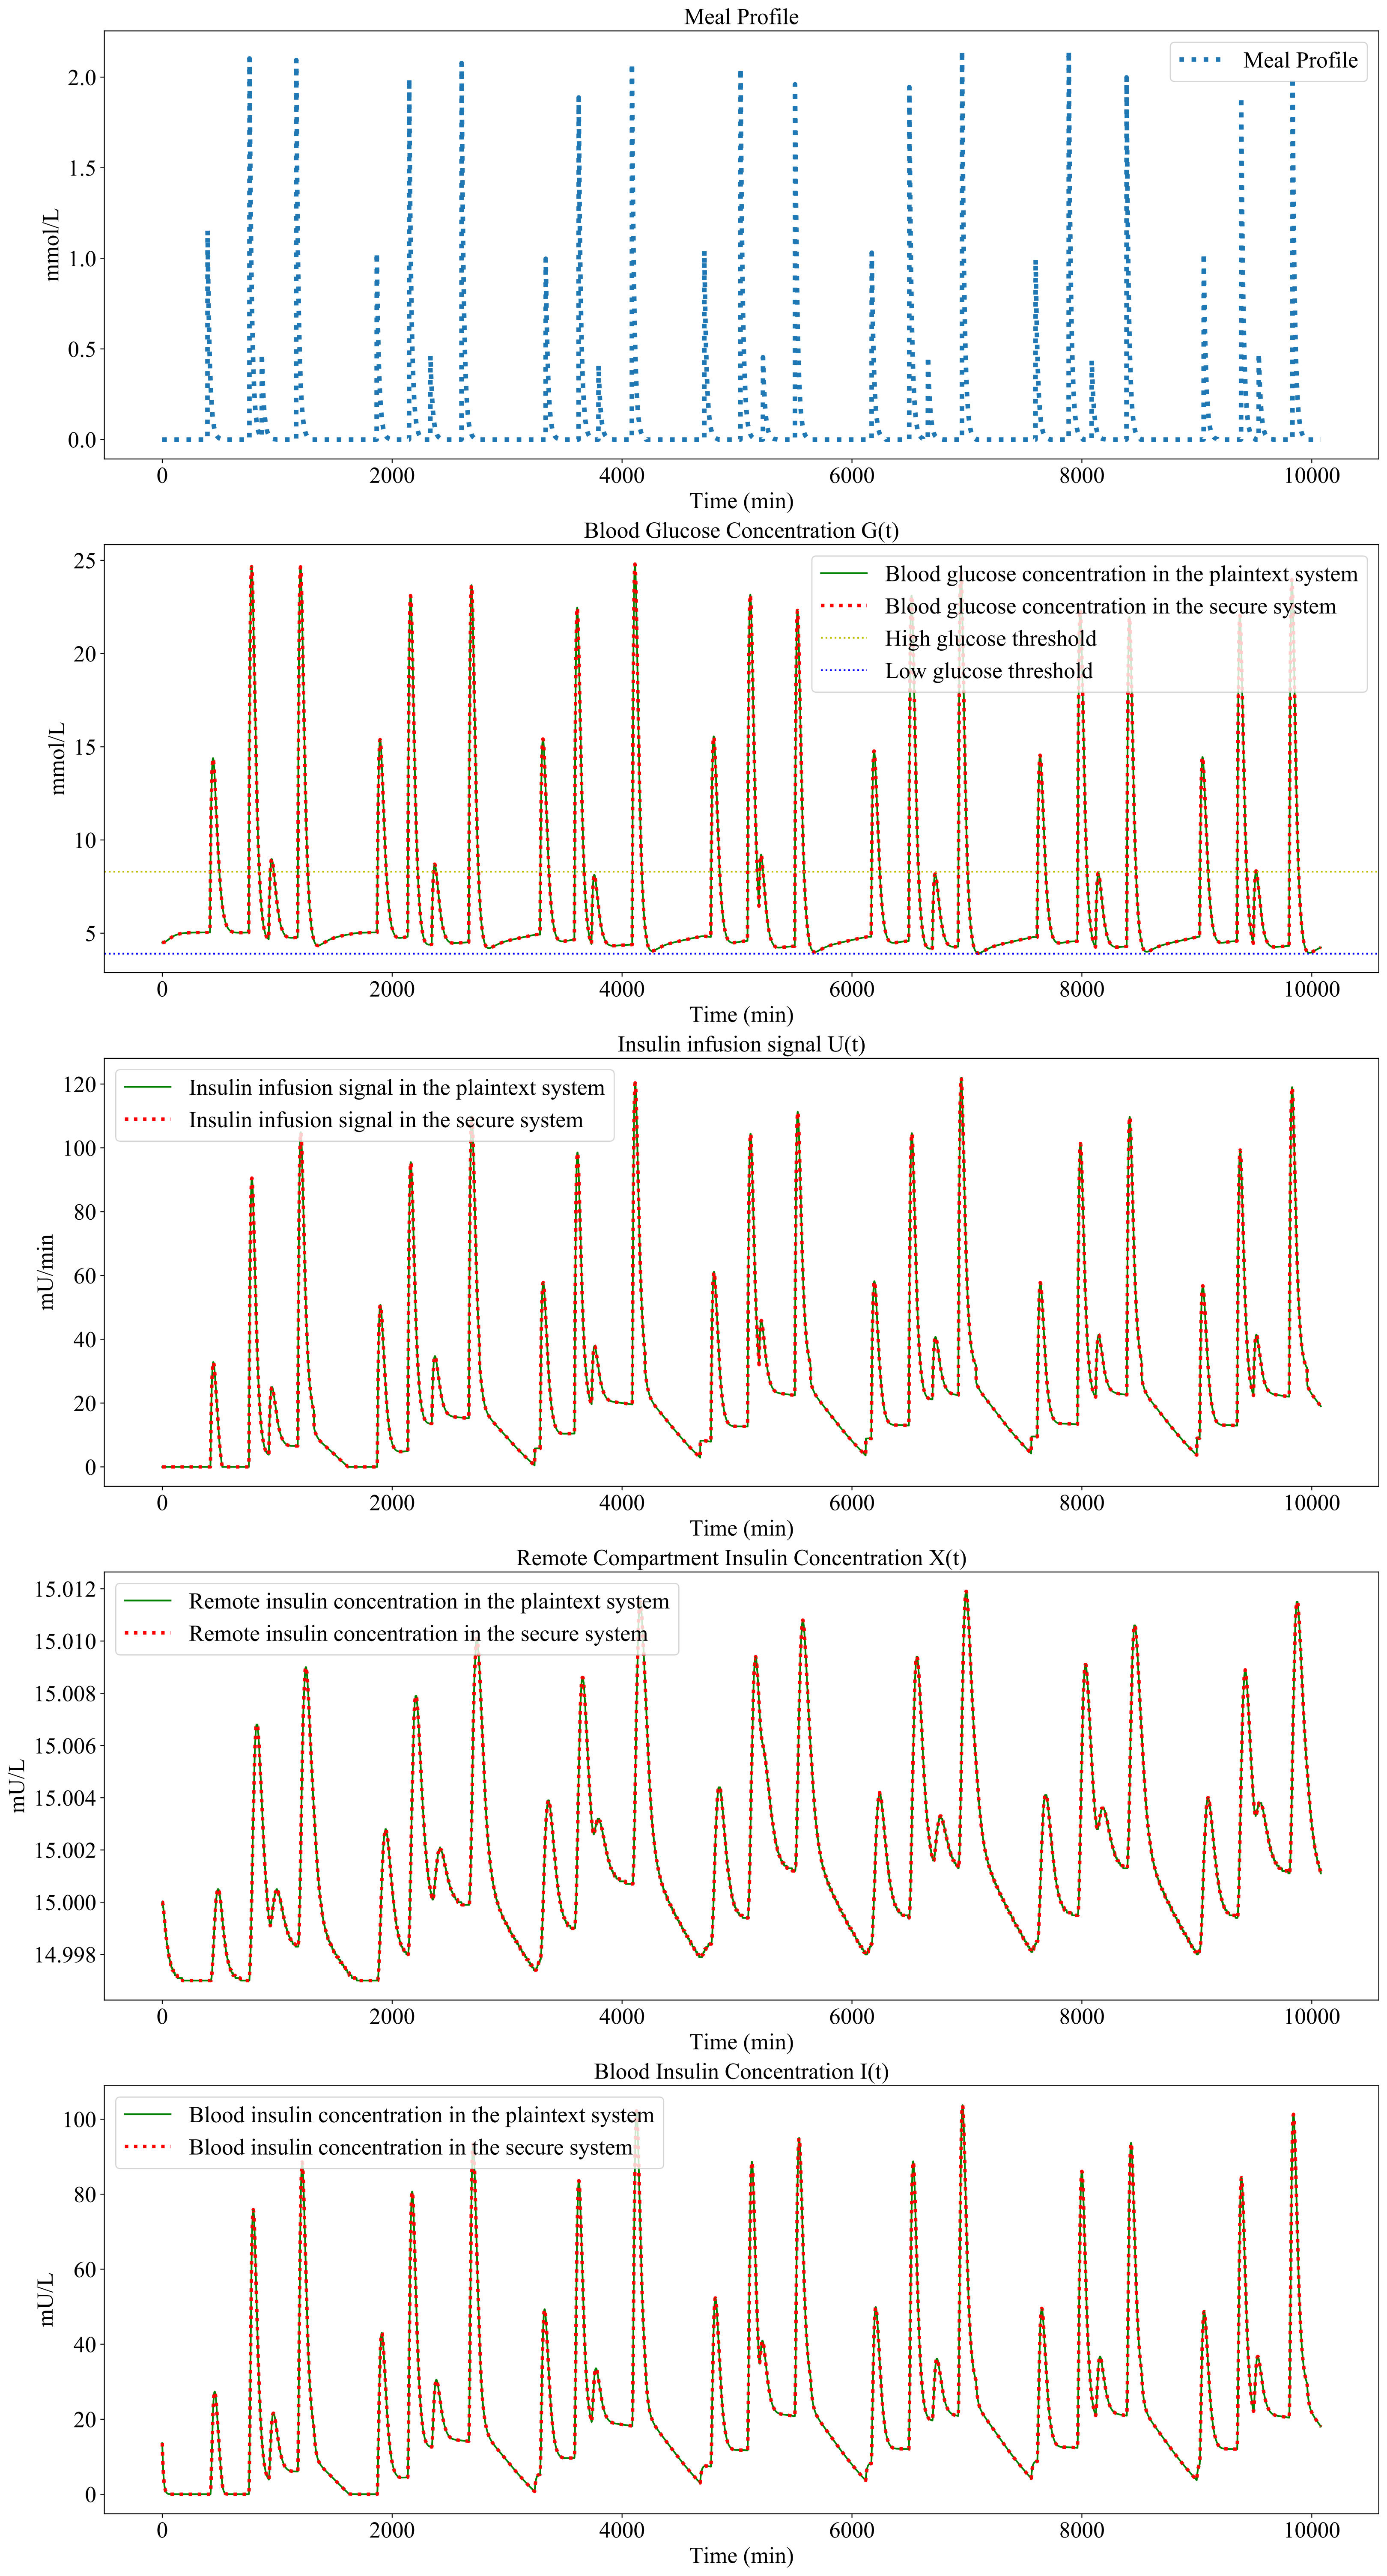 Meal Profile
Meal Profile
2.0
1.5
1.0
0.5
0.0
mmol/L
0 2000 4000 6000 8000 10000
Time (min)
Blood Glucose Concentration G(t)
Blood glucose concentration in the plaintext system
Blood glucose concentration in the secure system
High glucose threshold
Low glucose threshold
25
20
15
10
5
mmol/L
0 2000 4000 6000 8000 10000
Time (min)
Insulin infusion signal U(t)
Insulin infusion signal in the plaintext system
Insulin infusion signal in the secure system
120
100
80
60
40
20
0
mU/min
0 2000 4000 6000 8000 10000
Time (min)
Remote Compartment Insulin Concentration X(t)
Remote insulin concentration in the plaintext system
Remote insulin concentration in the secure system
15.012
15.010
15.008
15.006
15.004
15.002
15.000
14.998
mU/L
0 2000 4000 6000 8000 10000
Time (min)
Blood Insulin Concentration I(t)
Blood insulin concentration in the plaintext system
Blood insulin concentration in the secure system
100
80
60
40
20
0
mU/L
0 2000 4000 6000 8000 10000
Time (min)